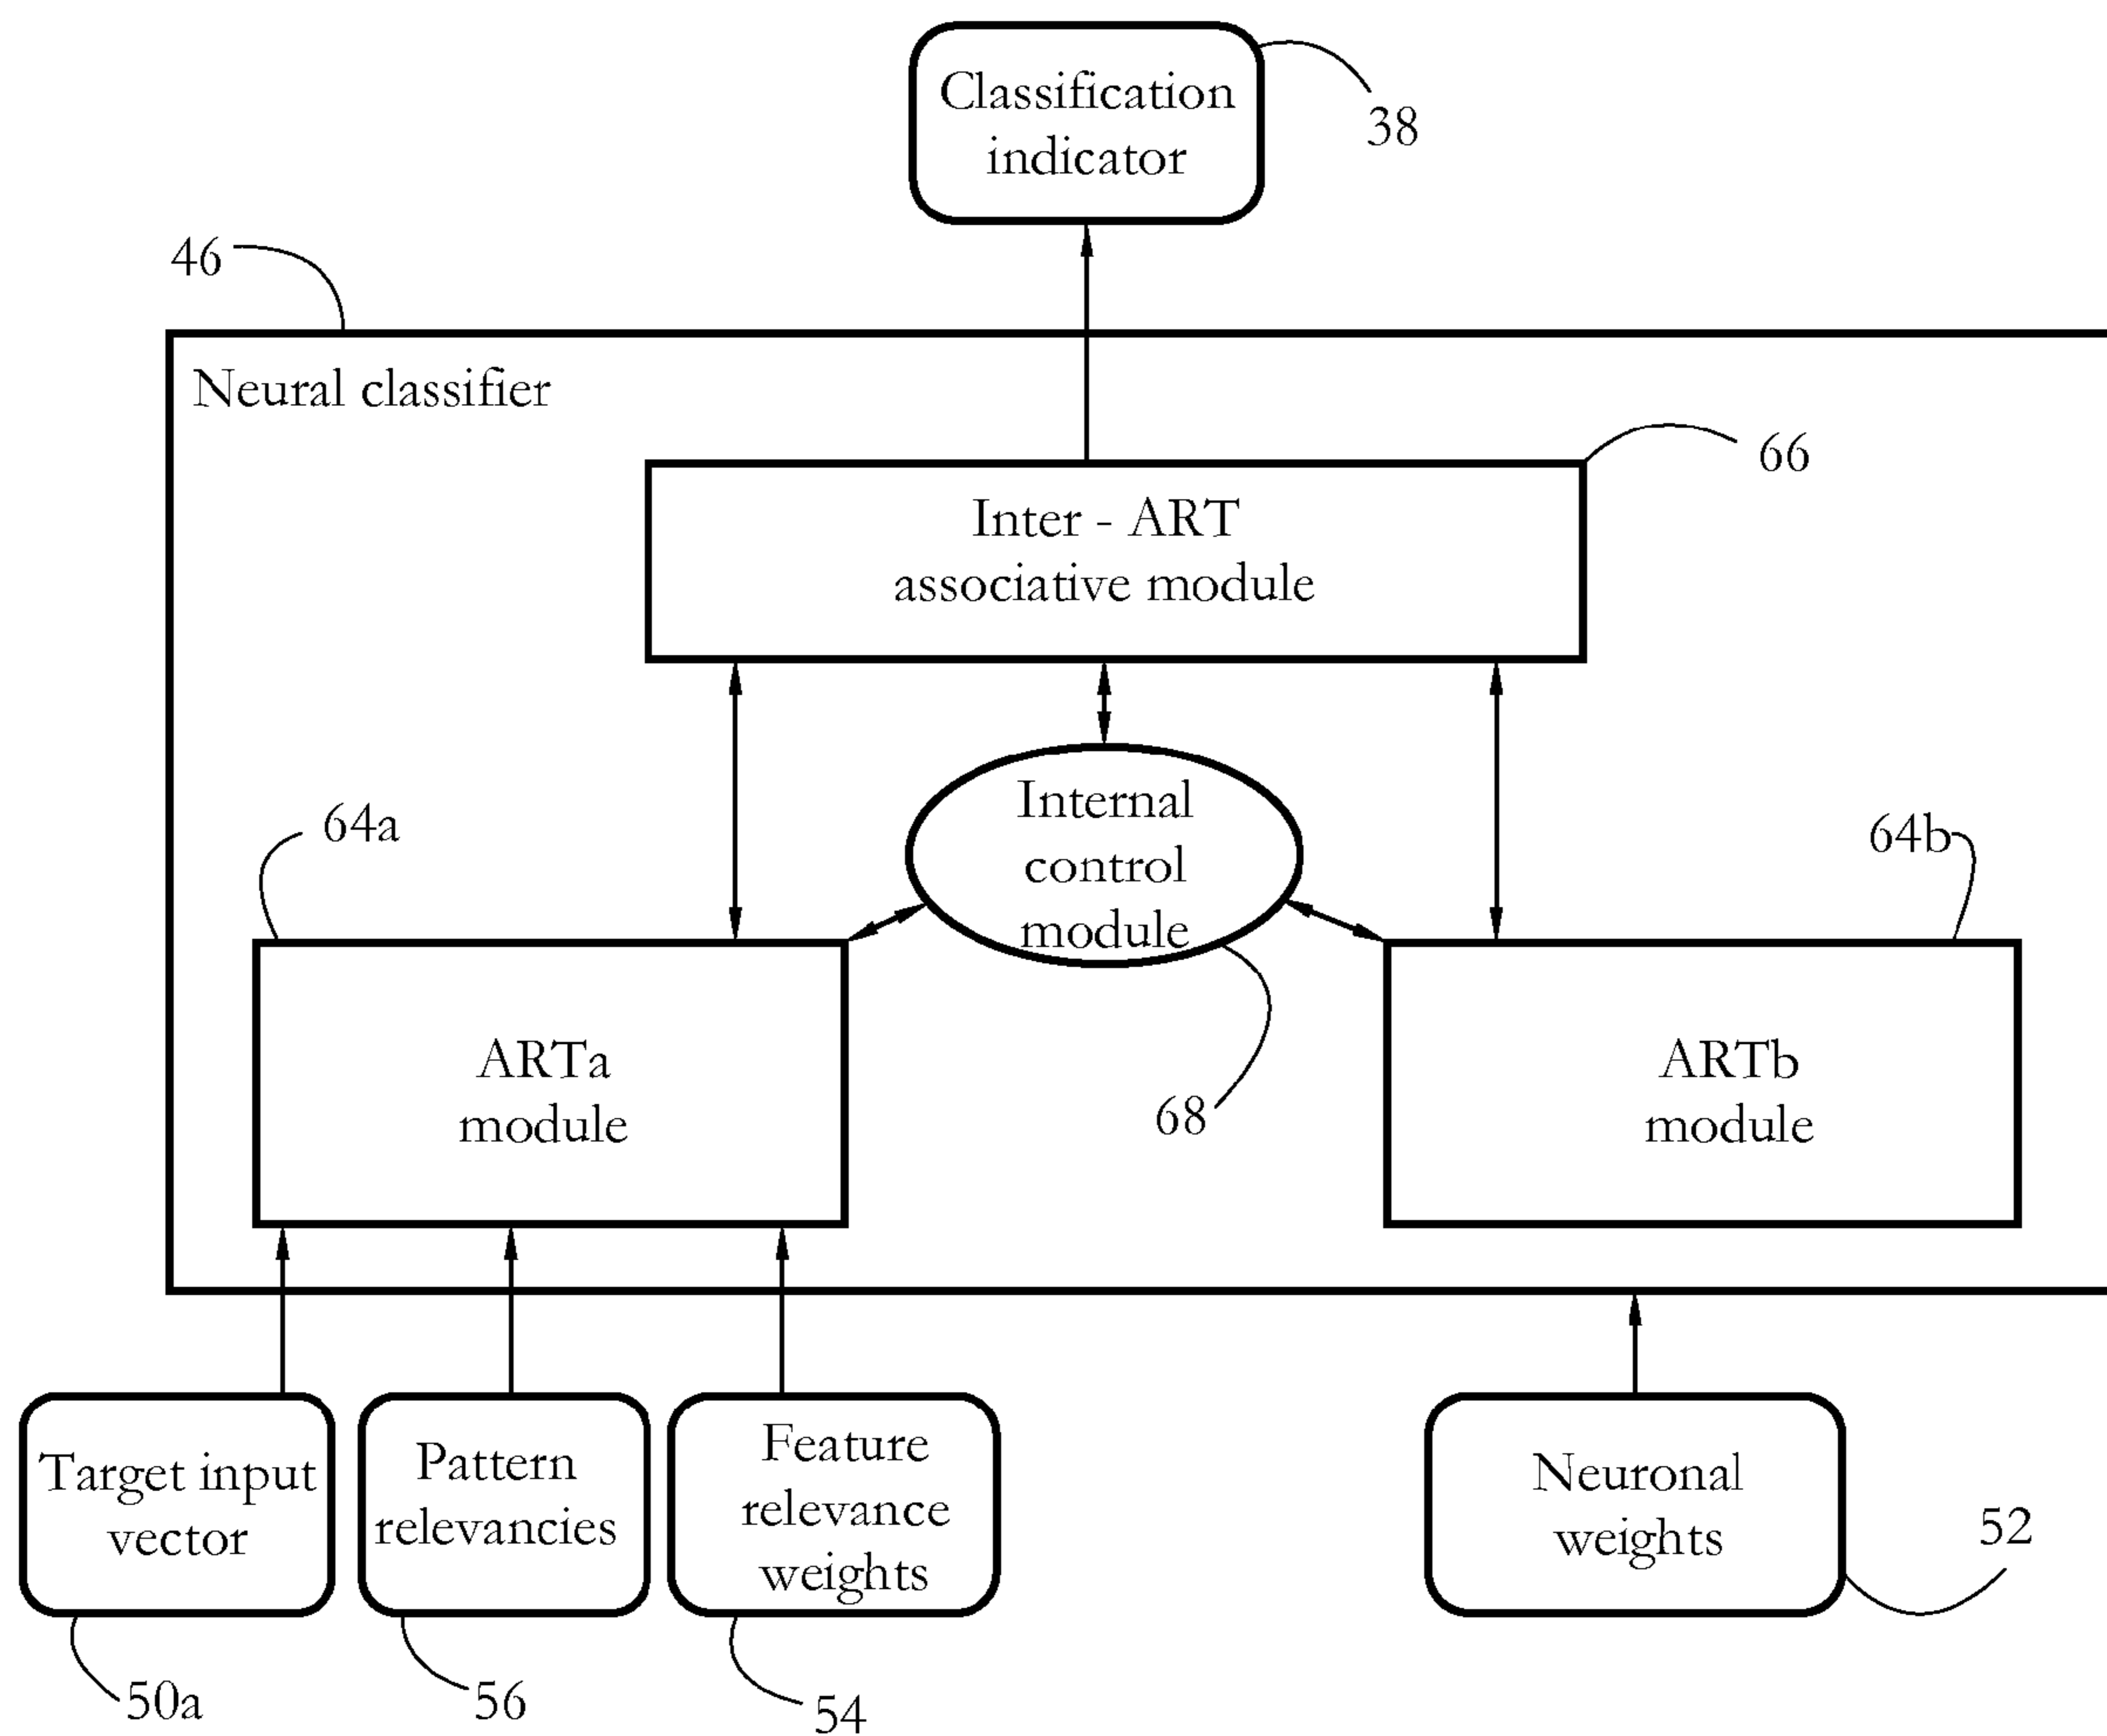 Classification
indicator
38
46
Neural classifier
66
Inter - ART
associative module
64a
Internal
control
module
64b
ARTa
module
68
ARTb
module
Target input
vector
Pattern
relevancies
Feature
relevance
weights
Neuronal
weights
52
50a
56
54